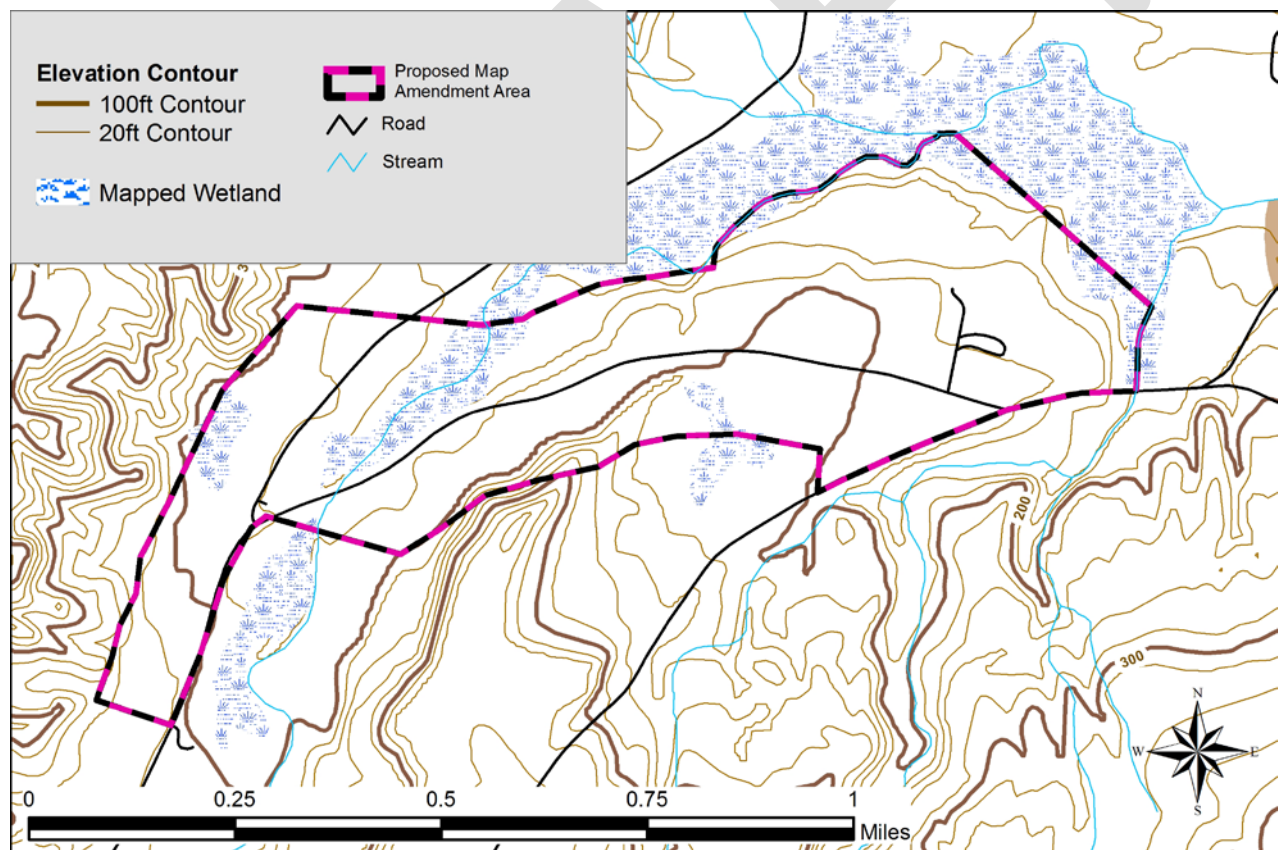 Elevation Contour
100ft Contour
20ft Contour
Mapped Wetland
Proposed Map
Amendment Area
Road
Stream
200
300
N
W
E
S
0
0.25
0.5
0.75
1
Miles